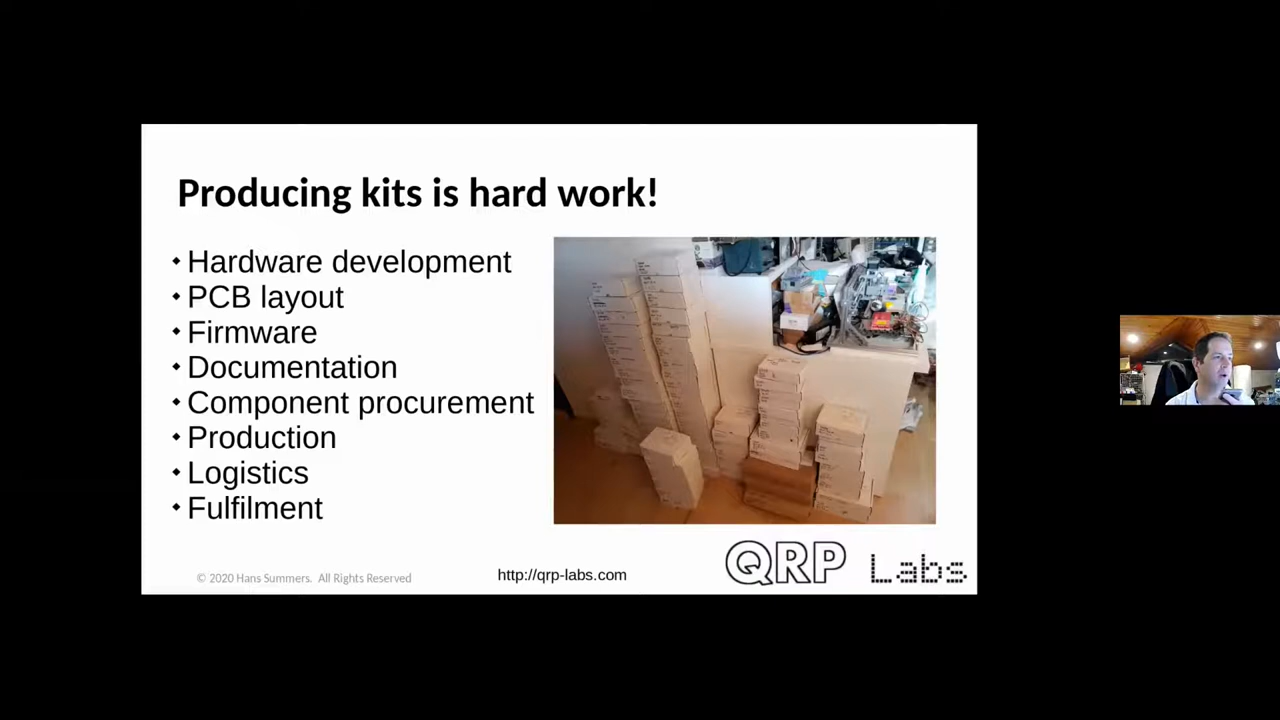 Producing kits is hard work!
Hardware development
PCB layout
Firmware
Documentation
Component procurement
Production
Logistics
Fulfilment
© 2020 Hans Summers. All Rights Reserved
http://qrp-labs.com
QRP Labs